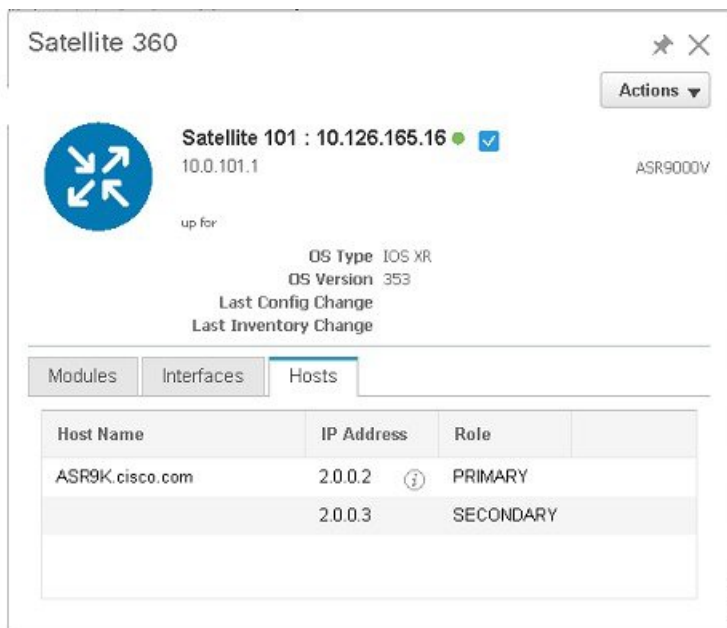 Satellite 360
Actions
Satellite 101 : 10.126.165.16
10.0.101.1
ASR9000V
up for
OS Type IOS XR
OS Version 353
Last Config Change
Last Inventory Change
Modules Interfaces Hosts
Host Name IP Address Role
ASR9K.cisco.com 2.0.0.2 i PRIMARY
2.0.0.3 SECONDARY